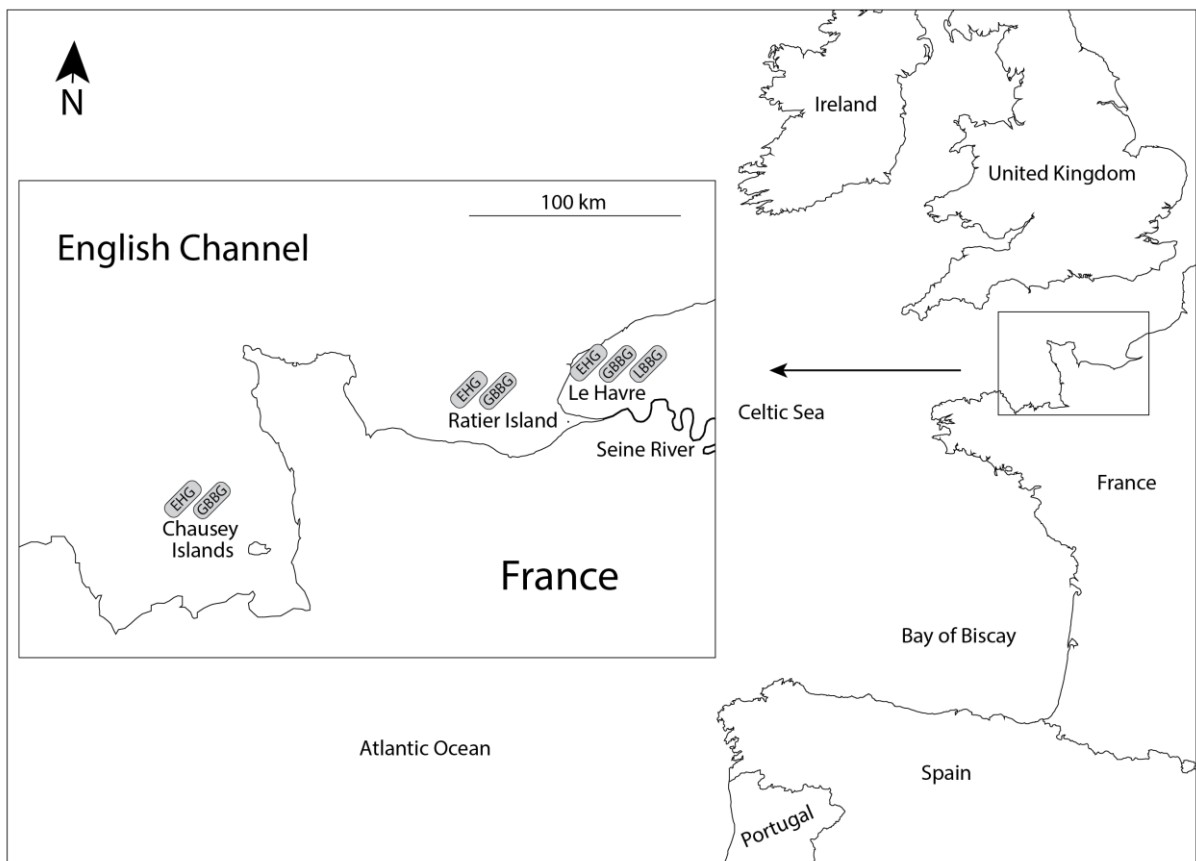 N
Ireland
United Kingdom
100 km
English Channel
EHG
GBBG
LBBG
Le Havre
EHG
GBBG
Ratier Island
Celtic Sea
Seine River
EHG
GBBG
Chausey
Islands
France
France
Bay of Biscay
Atlantic Ocean
Spain
Portugal